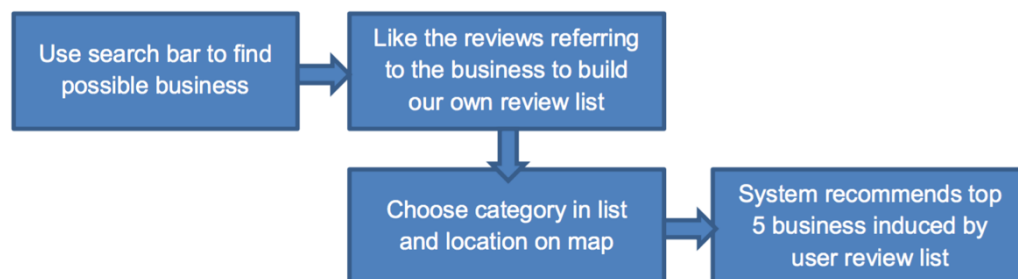 Use search bar to find
possible business
Like the reviews referring
to the business to build
our own review list
Choose category in list
and location on map
System recommends top
5 business induced by
user review list